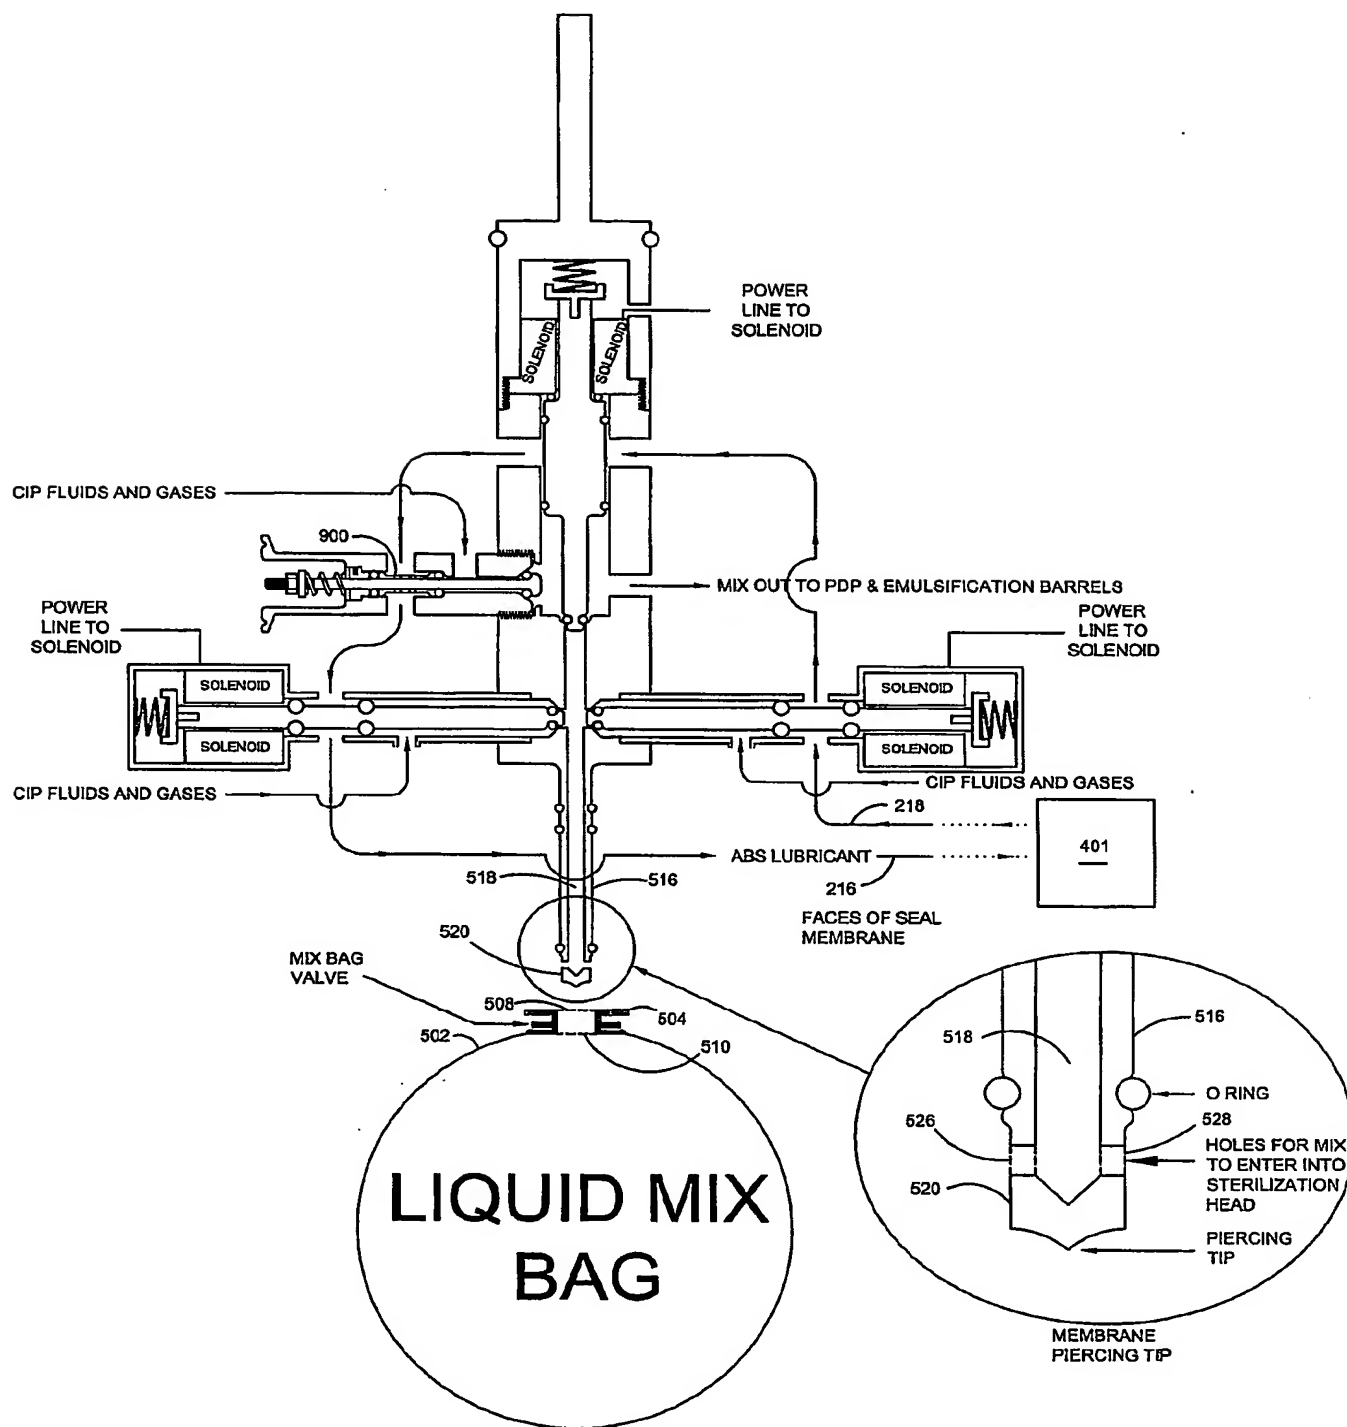 POWER
LINE TO
SOLENOID
SOLENOID
SOLENOID
CIP FLUIDS AND GASES
900
MIX OUT TO PDP & EMULSIFICATION BARRELS
POWER
LINE TO
SOLENOID
POWER
LINE TO
SOLENOID
SOLENOID
SOLENOID
SOLENOID
SOLENOID
CIP FLUIDS AND GASES
CIP FLUIDS AND GASES
218
401
ABS LUBRICANT
216
518
516
FACES OF SEAL
MEMBRANE
520
MIX BAG
VALVE
508
504
502
510
518
516
O RING
526
528
HOLES FOR MIX
TO ENTER INTO
STERILIZATION
HEAD
520
PIERCING
TIP
LIQUID MIX
BAG
MEMBRANE
PIERCING TIP